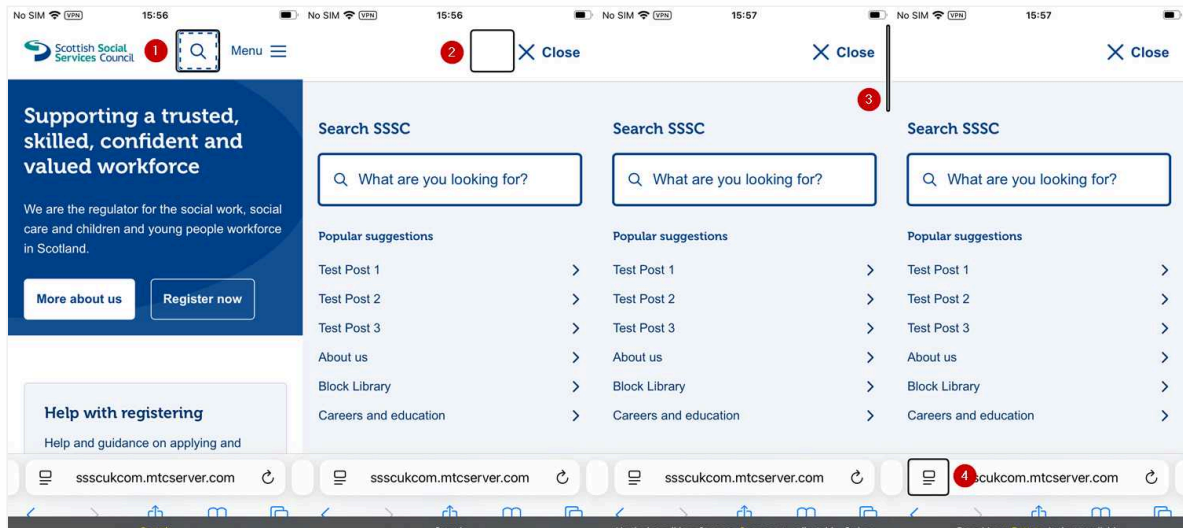 No SIM VPN 15:56
Scottish Social
Services Council
1
Menu
Supporting a trusted,
skilled, confident and
valued workforce
We are the regulator for the social work, social
care and children and young people workforce
in Scotland.
More about us
Register now
Help with registering
Help and guidance on applying and
ssscukcom.mtcserver.com
No SIM VPN 15:56
2
Close
Search SSSC
What are you looking for?
Popular suggestions
Test Post 1
Test Post 2
Test Post 3
About us
Block Library
Careers and education
ssscukcom.mtcserver.com
No SIM VPN 15:57
Close
3
Search SSSC
What are you looking for?
Popular suggestions
Test Post 1
Test Post 2
Test Post 3
About us
Block Library
Careers and education
ssscukcom.mtcserver.com
No SIM VPN 15:57
Close
Search SSSC
What are you looking for?
Popular suggestions
Test Post 1
Test Post 2
Test Post 3
About us
Block Library
Careers and education
4
cukcom.mtcserver.com